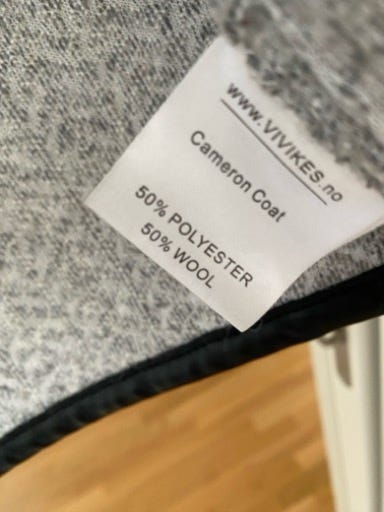 www.VIVIKES.no
Cameron Coat
50% POLYESTER
50% WOOL